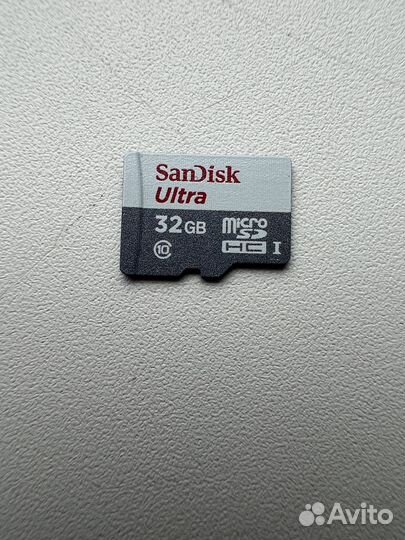 SanDisk
Ultra
32GB
micro
SD
HC I
10
Avito